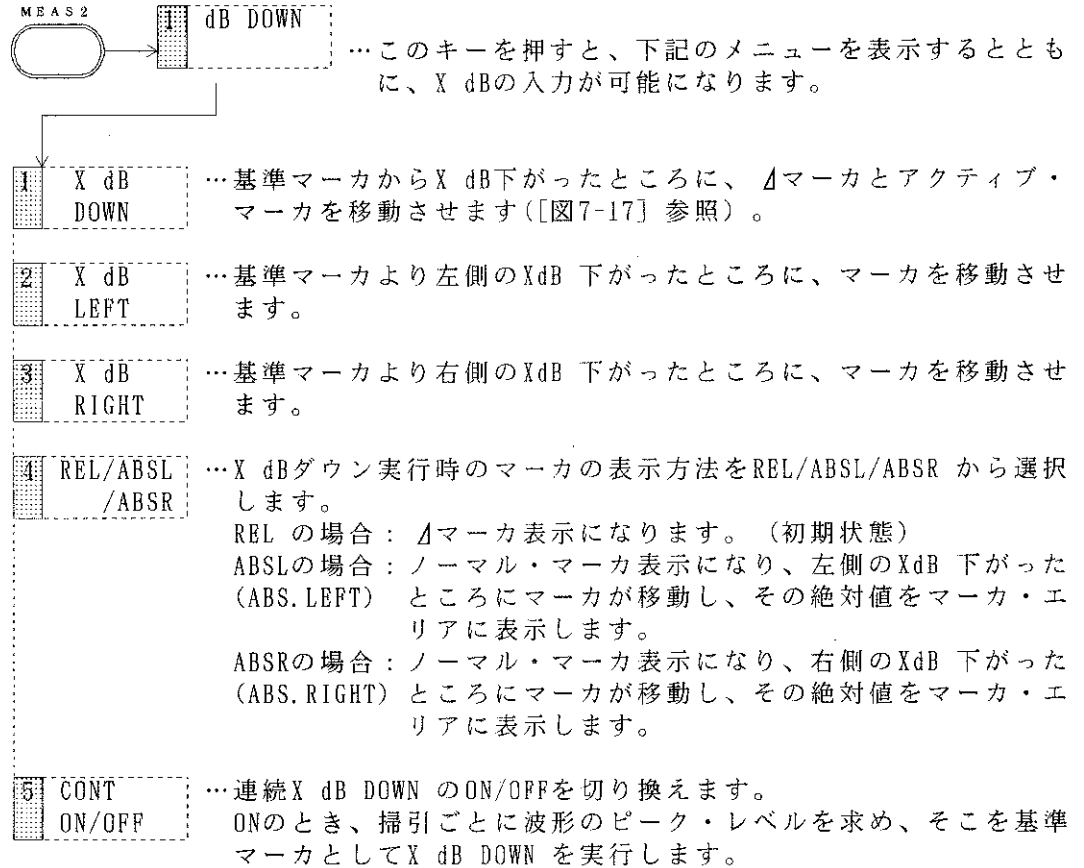 MEAS2
1 dB DOWN
…このキーを押すと、下記のメニューを表示するととも
に、X dBの入力が可能になります。
1 X dB
DOWN
…基準マーカからX dB下がったところに、⊿マーカとアクティブ・
マーカを移動させます([図7-17] 参照)。
2 X dB
LEFT
…基準マーカより左側のXdB 下がったところに、マーカを移動させ
ます。
3 X dB
RIGHT
…基準マーカより右側のXdB 下がったところに、マーカを移動させ
ます。
4 REL/ABSL
/ABSR
…X dBダウン実行時のマーカの表示方法をREL/ABSL/ABSR から選択
します。
REL の場合: ⊿マーカ表示になります。(初期状態)
ABSLの場合:ノーマル・マーカ表示になり、左側のXdB 下がった
(ABS.LEFT) ところにマーカが移動し、その絶対値をマーカ・エ
リアに表示します。
ABSRの場合:ノーマル・マーカ表示になり、右側のXdB 下がった
(ABS.RIGHT) ところにマーカが移動し、その絶対値をマーカ・エ
リアに表示します。
5 CONT
ON/OFF
…連続X dB DOWN のON/OFFを切り換えます。
ONのとき、掃引ごとに波形のピーク・レベルを求め、そこを基準
マーカとしてX dB DOWN を実行します。